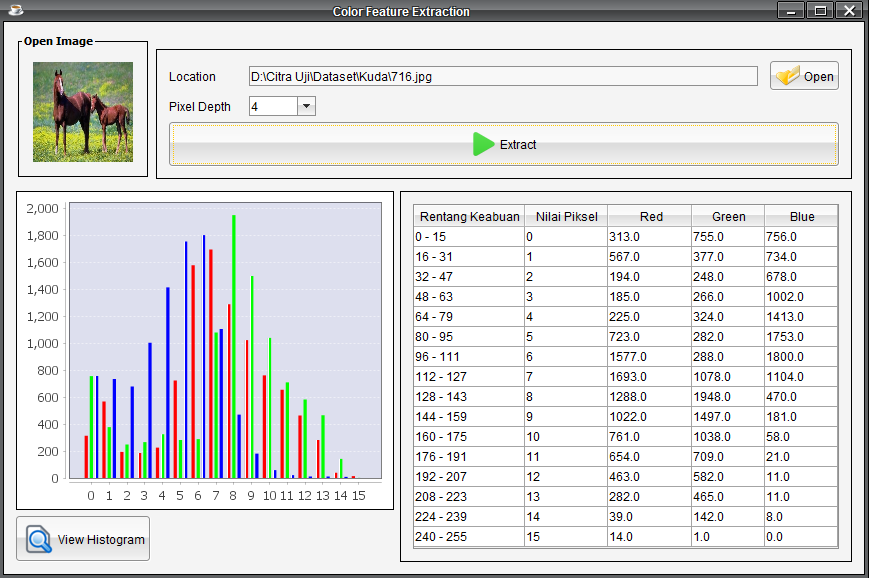 Color Feature Extraction
Open Image
Location D:\Citra Uji\Dataset\Kuda\716.jpg Open
Pixel Depth 4
Extract
2,000
1,800
1,600
1,400
1,200
1,000
800
600
400
200
0
0 1 2 3 4 5 6 7 8 9 10 11 12 13 14 15
View Histogram
Rentang Keabuan Nilai Piksel Red Green Blue
0 - 15 0 313.0 755.0 756.0
16 - 31 1 567.0 377.0 734.0
32 - 47 2 194.0 248.0 678.0
48 - 63 3 185.0 266.0 1002.0
64 - 79 4 225.0 324.0 1413.0
80 - 95 5 723.0 282.0 1753.0
96 - 111 6 1577.0 288.0 1800.0
112 - 127 7 1693.0 1078.0 1104.0
128 - 143 8 1288.0 1948.0 470.0
144 - 159 9 1022.0 1497.0 181.0
160 - 175 10 761.0 1038.0 58.0
176 - 191 11 654.0 709.0 21.0
192 - 207 12 463.0 582.0 11.0
208 - 223 13 282.0 465.0 11.0
224 - 239 14 39.0 142.0 8.0
240 - 255 15 14.0 1.0 0.0